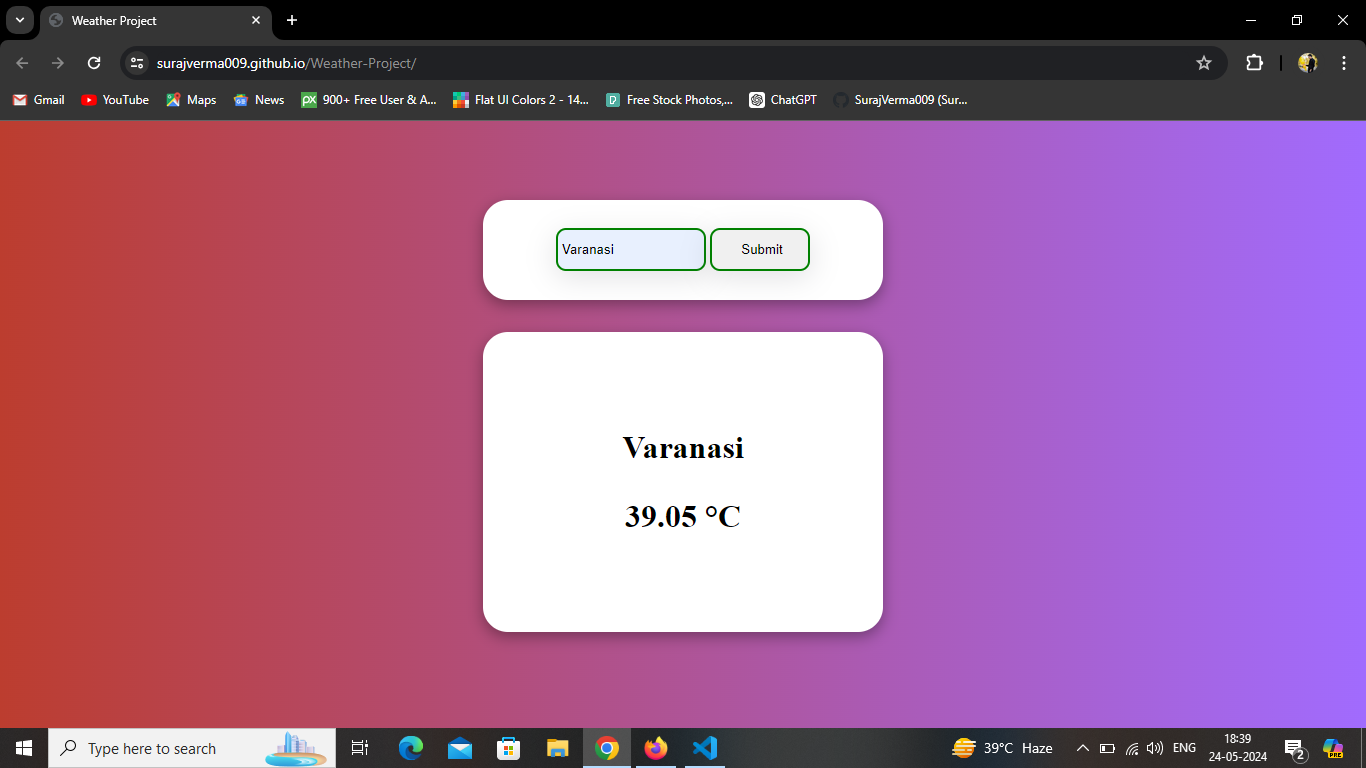 Weather Project
surajverma009.github.io/Weather-Project/
Gmail
YouTube
Maps
News
900+ Free User & A...
Flat UI Colors 2 - 14...
Free Stock Photos,...
ChatGPT
SurajVerma009 (Sur...
Varanasi
Submit
Varanasi
39.05 °C
Type here to search
39°C Haze
ENG
18:39
24-05-2024
2
PRE